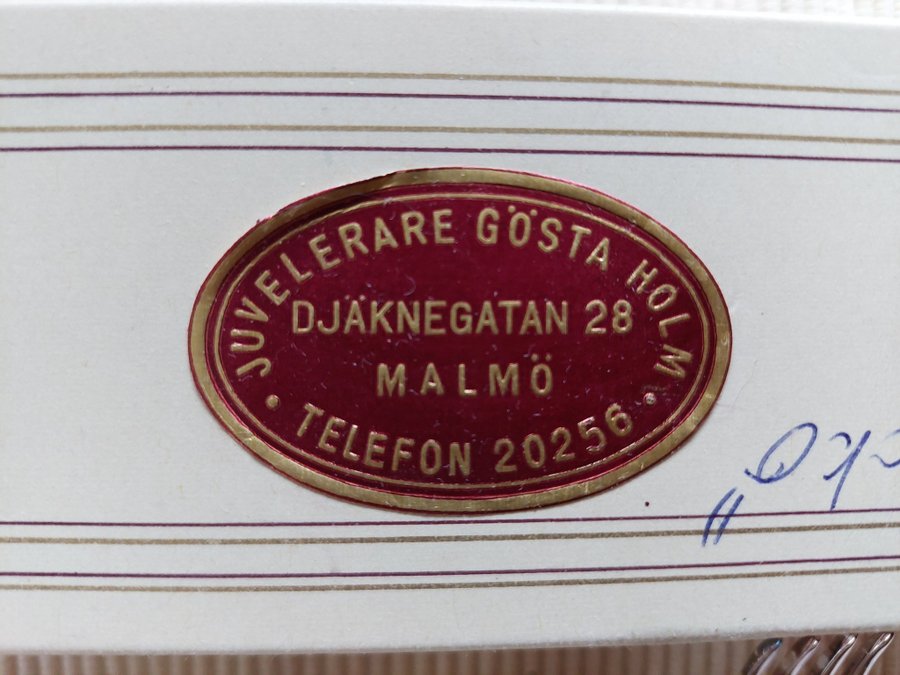 JUVELERARE GÖSTA HOLM
DJÄKNEGATAN 28
MALMÖ
• TELEFON 20256 •